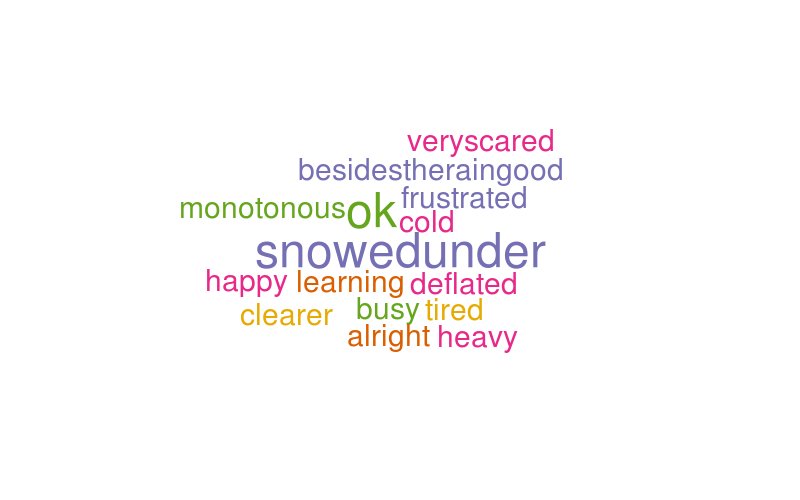 veryscared
besidestheraingood
monotonous ok frustrated
cold
snowedunder
happy learning deflated
clearer busy tired
alright heavy